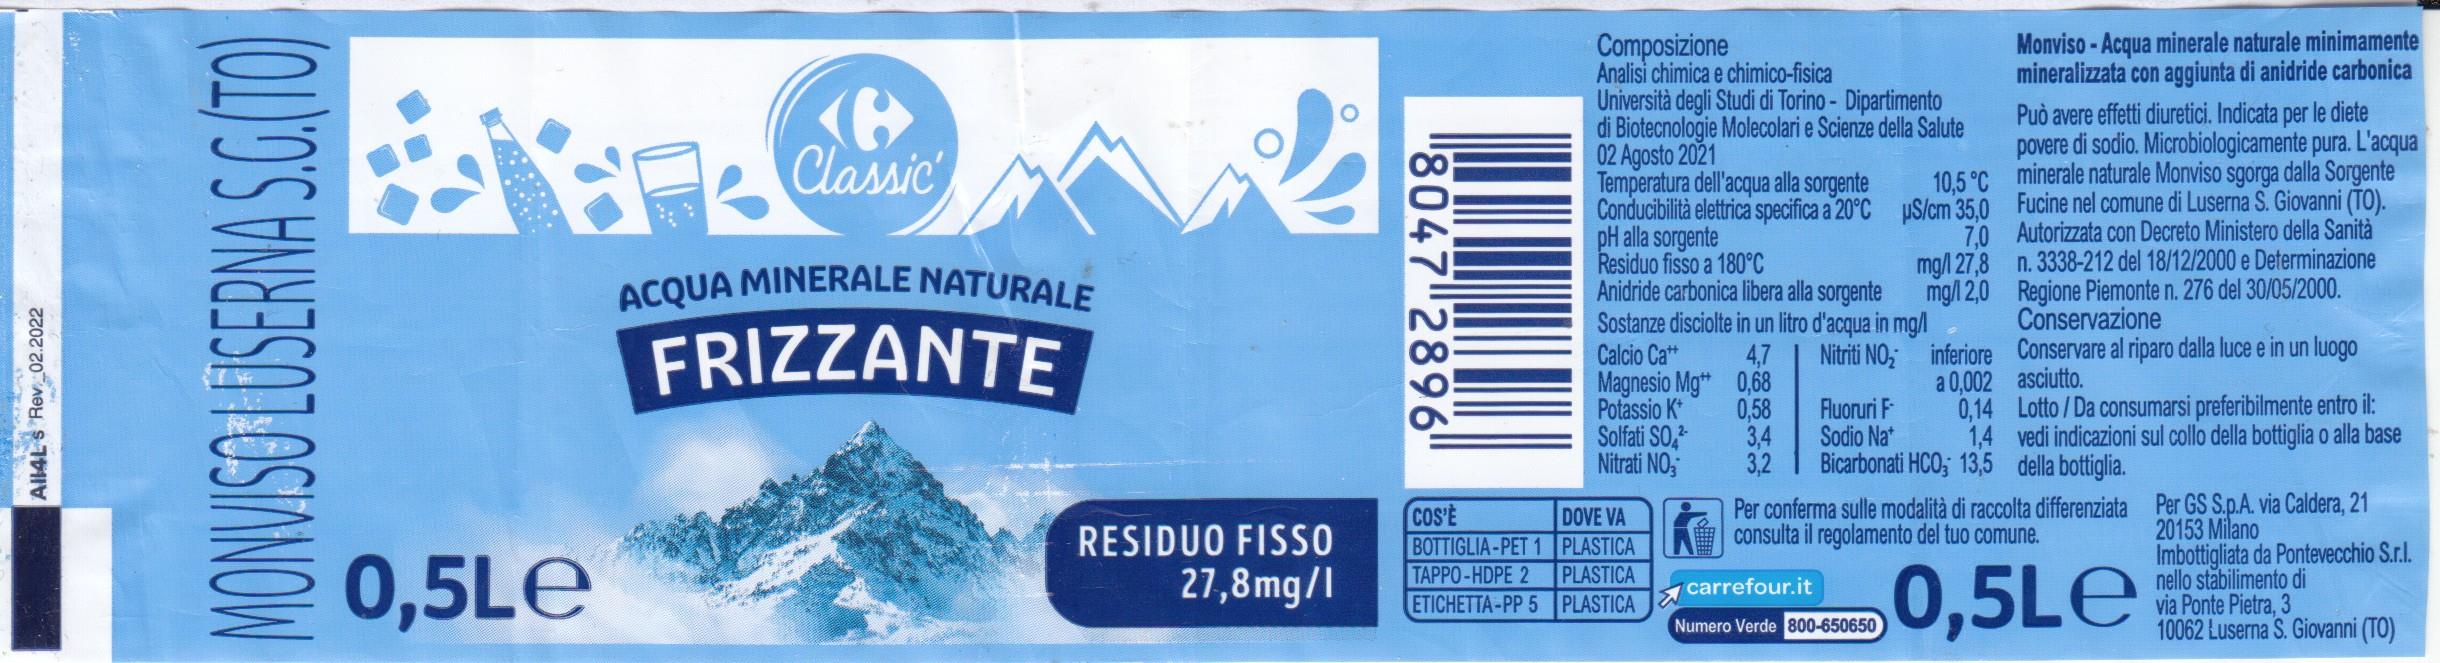 All4L s Rev. 02.2022
MONVISO LUSERNA S.G.(TO)
Classic'
ACQUA MINERALE NATURALE
FRIZZANTE
0,5L e
RESIDUO FISSO
27,8mg/l
80472896
Composizione
Analisi chimica e chimico-fisica
Università degli Studi di Torino - Dipartimento
di Biotecnologie Molecolari e Scienze della Salute
02 Agosto 2021
Temperatura dell'acqua alla sorgente 10,5 °C
Conducibilità elettrica specifica a 20°C µS/cm 35,0
pH alla sorgente 7,0
Residuo fisso a 180°C mg/l 27,8
Anidride carbonica libera alla sorgente mg/l 2,0
Sostanze disciolte in un litro d'acqua in mg/l
Calcio Ca⁺⁺ 4,7
Magnesio Mg⁺⁺ 0,68
Potassio K⁺ 0,58
Solfati SO₄²⁻ 3,4
Nitrati NO₃⁻ 3,2
Nitriti NO₂⁻ inferiore
a 0,002
Fluoruri F⁻ 0,14
Sodio Na⁺ 1,4
Bicarbonati HCO₃⁻ 13,5
Monviso - Acqua minerale naturale minimamente
mineralizzata con aggiunta di anidride carbonica
Può avere effetti diuretici. Indicata per le diete
povere di sodio. Microbiologicamente pura. L'acqua
minerale naturale Monviso sgorga dalla Sorgente
Fucine nel comune di Luserna S. Giovanni (TO).
Autorizzata con Decreto Ministero della Sanità
n. 3338-212 del 18/12/2000 e Determinazione
Regione Piemonte n. 276 del 30/05/2000.
Conservazione
Conservare al riparo dalla luce e in un luogo
asciutto.
Lotto / Da consumarsi preferibilmente entro il:
vedi indicazioni sul collo della bottiglia o alla base
della bottiglia.
COS'È DOVE VA
BOTTIGLIA-PET 1 PLASTICA
TAPPO-HDPE 2 PLASTICA
ETICHETTA-PP 5 PLASTICA
Per conferma sulle modalità di raccolta differenziata
consulta il regolamento del tuo comune.
carrefour.it
Numero Verde 800-650650
0,5L e
Per GS S.p.A. via Caldera, 21
20153 Milano
Imbottigliata da Pontevecchio S.r.l.
nello stabilimento di
via Ponte Pietra, 3
10062 Luserna S. Giovanni (TO)